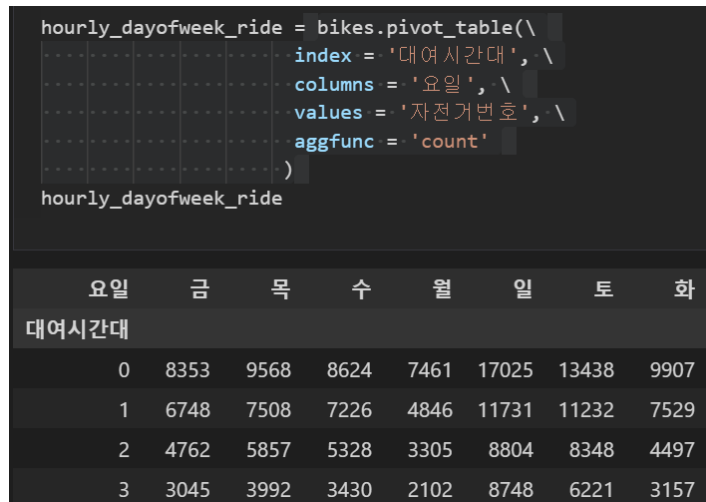 hourly_dayofweek_ride = bikes.pivot_table(\
index = '대여시간대', \
columns = '요일', \
values = '자전거번호', \
aggfunc = 'count'
)
hourly_dayofweek_ride
요일 금 목 수 월 일 토 화
대여시간대
0 8353 9568 8624 7461 17025 13438 9907
1 6748 7508 7226 4846 11731 11232 7529
2 4762 5857 5328 3305 8804 8348 4497
3 3045 3992 3430 2102 8748 6221 3157